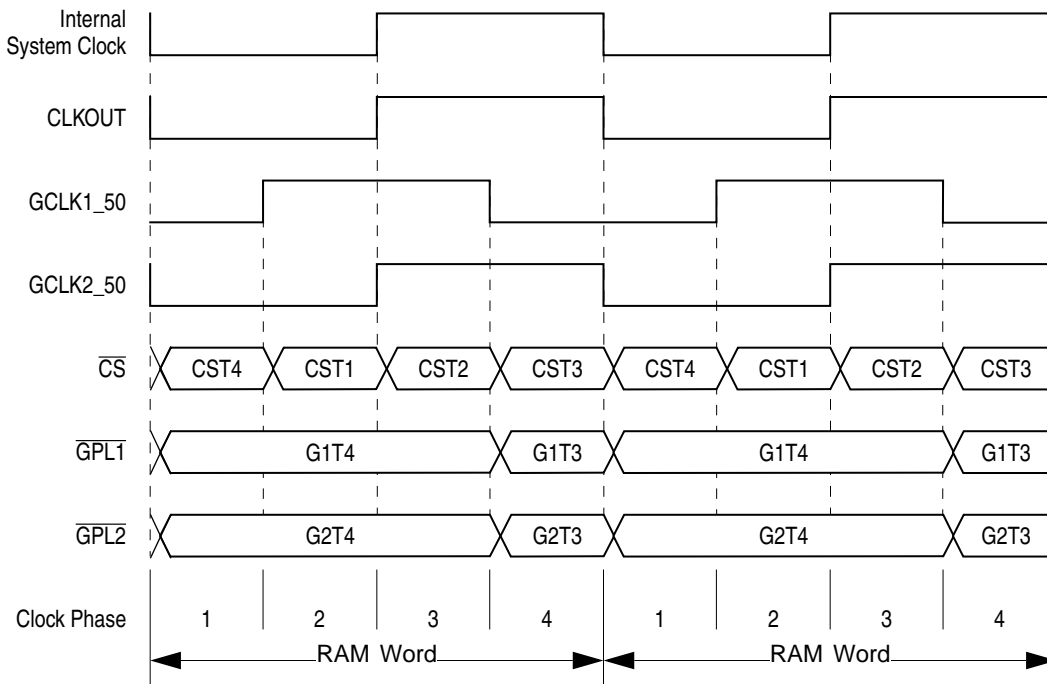 Internal
System Clock
CLKOUT
GCLK1_50
GCLK2_50
CS CST4 CST1 CST2 CST3 CST4 CST1 CST2 CST3
GPL1 G1T4 G1T3 G1T4 G1T3
GPL2 G2T4 G2T3 G2T4 G2T3
Clock Phase 1 2 3 4 1 2 3 4
RAM Word RAM Word